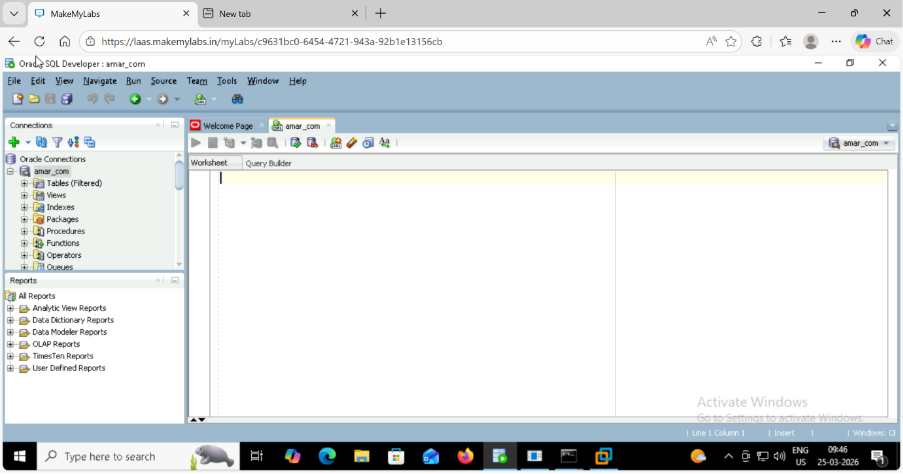 MakeMyLabs
New tab
https://laas.makemylabs.in/myLabs/c9631bc0-6454-4721-943a-92b1e13156cb
Chat
Oracle SQL Developer : amar_com
File Edit View Navigate Run Source Team Tools Window Help
Connections
Welcome Page
amar_com
amar_com
Worksheet Query Builder
Oracle Connections
amar_com
Tables (Filtered)
Views
Indexes
Packages
Procedures
Functions
Operators
Queues
Reports
All Reports
Analytic View Reports
Data Dictionary Reports
Data Modeler Reports
OLAP Reports
TimesTen Reports
User Defined Reports
Activate Windows
Go to Settings to activate Windows.
Line 1 Column 1 Insert Windows: Cl
Type here to search
ENG
US
09:46
25-03-2026
1